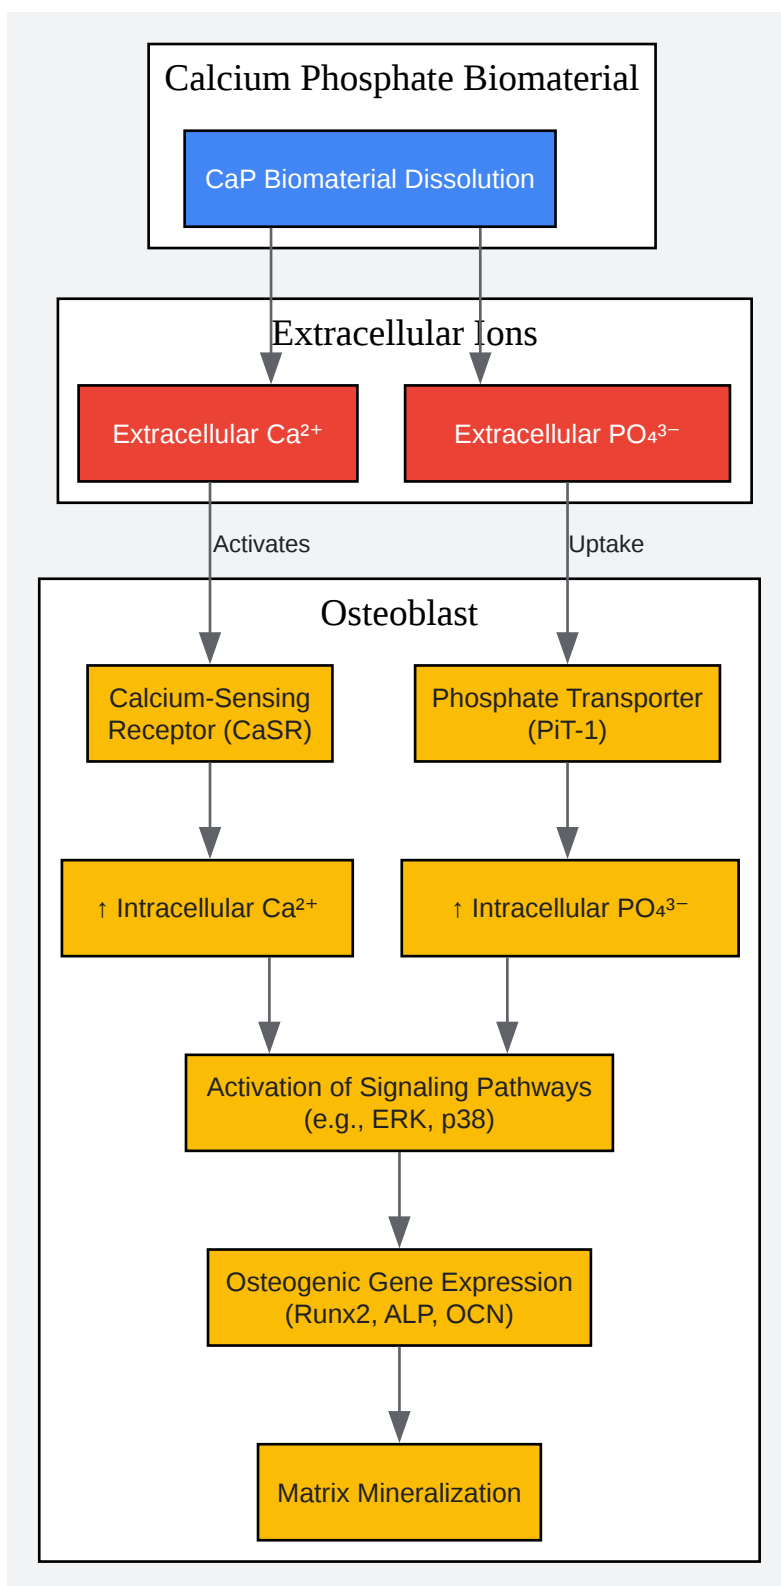 Calcium Phosphate Biomaterial
CaP Biomaterial Dissolution
Extracellular Ions
Extracellular Ca²⁺
Extracellular PO₄³⁻
Activates
Uptake
Osteoblast
Calcium-Sensing
Receptor (CaSR)
Phosphate Transporter
(PiT-1)
↑ Intracellular Ca²⁺
↑ Intracellular PO₄³⁻
Activation of Signaling Pathways
(e.g., ERK, p38)
Osteogenic Gene Expression
(Runx2, ALP, OCN)
Matrix Mineralization